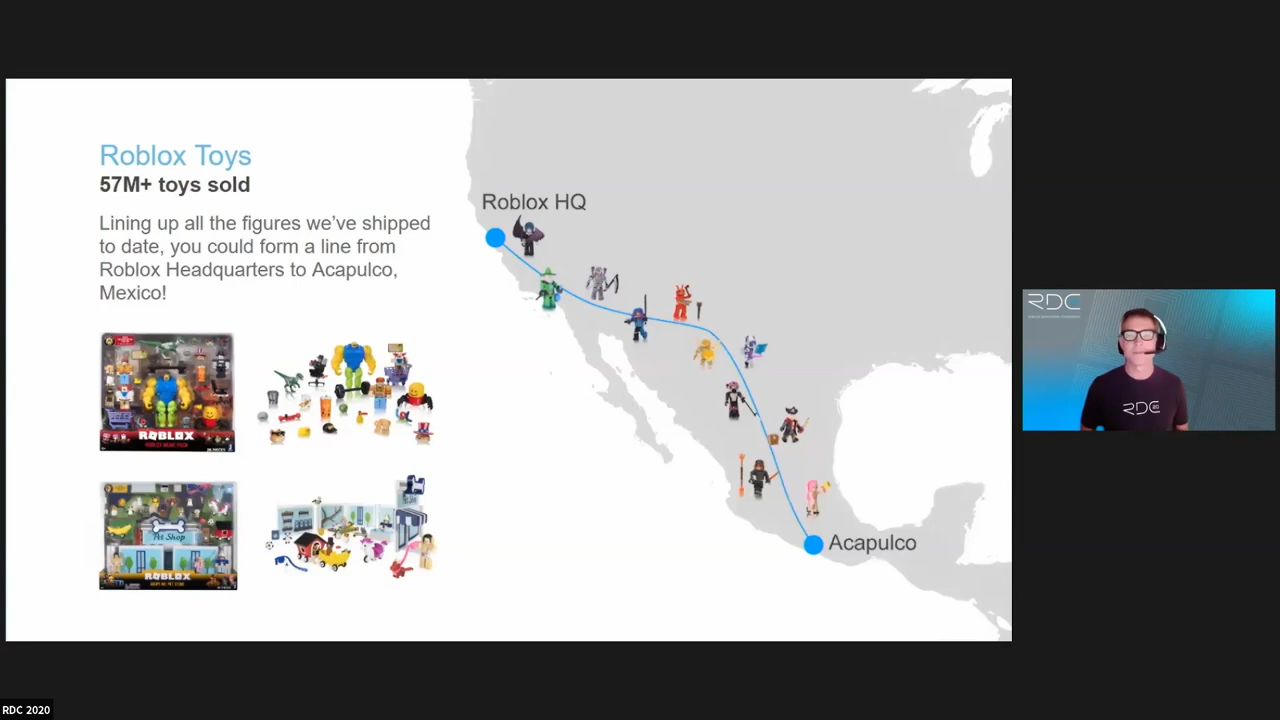 Roblox Toys
57M+ toys sold
Lining up all the figures we've shipped
to date, you could form a line from
Roblox Headquarters to Acapulco,
Mexico!
Roblox HQ
Acapulco
ROBLOX
Pet Shop
ROBLOX
RDC
RDC
RDC 2020